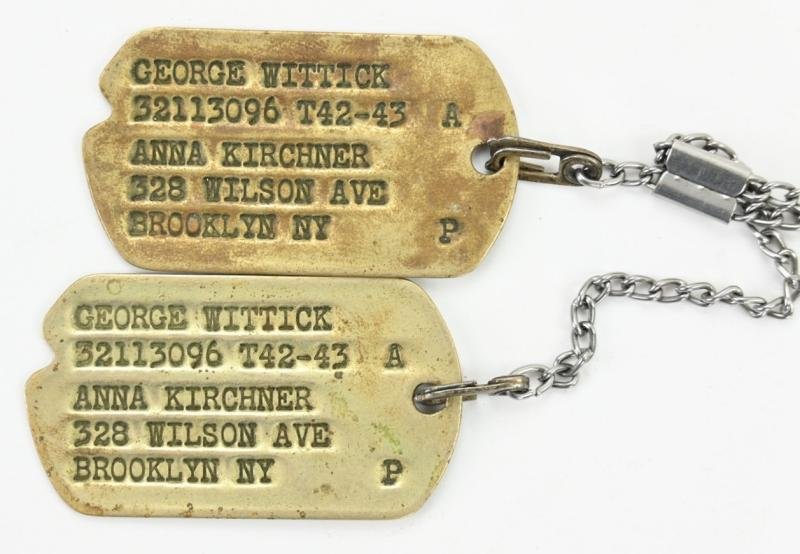 GEORGE WITTICK
32113096 T42-43 A
ANNA KIRCHNER
328 WILSON AVE
BROOKLYN NY P
GEORGE WITTICK
32113096 T42-43 A
ANNA KIRCHNER
328 WILSON AVE
BROOKLYN NY P